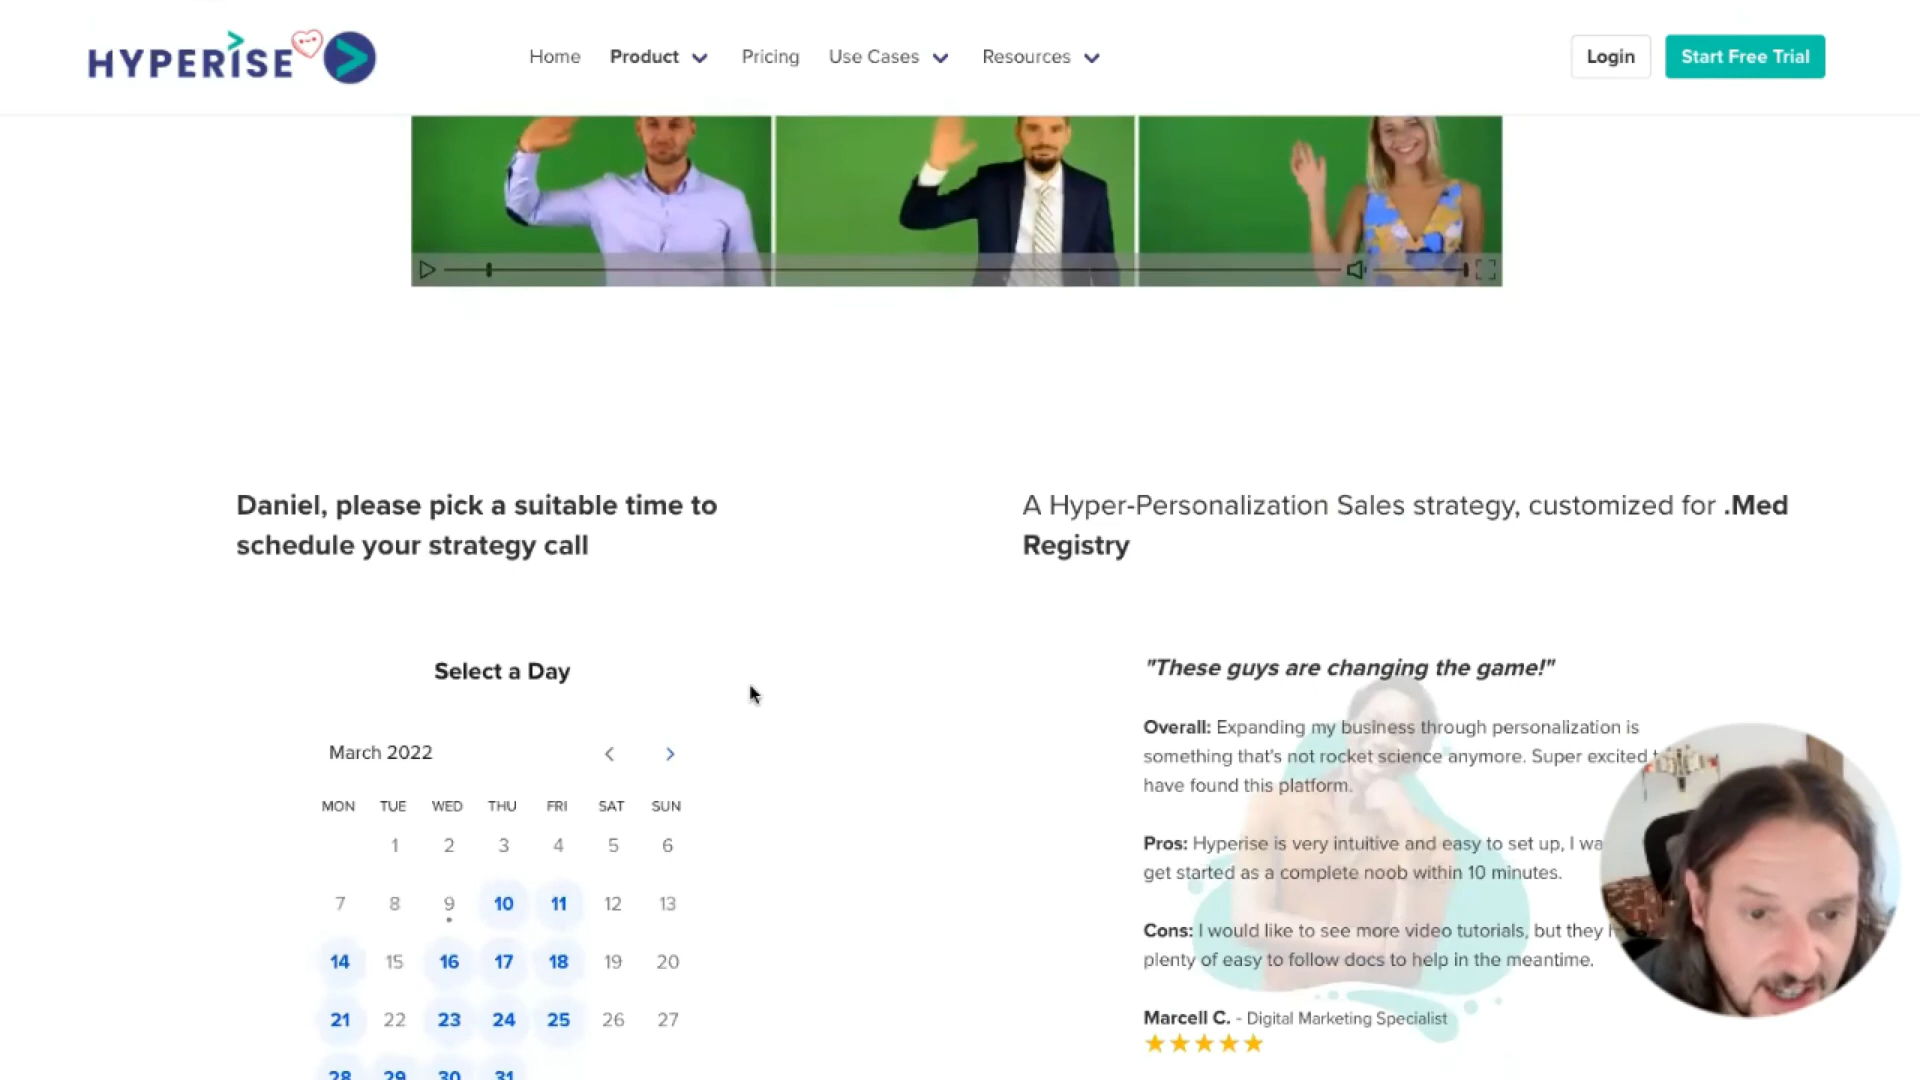 HYPERISE
Home Product Pricing Use Cases Resources Login Start Free Trial
Daniel, please pick a suitable time to
schedule your strategy call
A Hyper-Personalization Sales strategy, customized for .Med
Registry
Select a Day
March 2022
MON TUE WED THU FRI SAT SUN
1 2 3 4 5 6
7 8 9 10 11 12 13
14 15 16 17 18 19 20
21 22 23 24 25 26 27
28 29 30 31
"These guys are changing the game!"
Overall: Expanding my business through personalization is
something that's not rocket science anymore. Super excited
have found this platform.
Pros: Hyperise is very intuitive and easy to set up, I
get started as a complete noob within 10 minutes.
Cons: I would like to see more video tutorials, but they
plenty of easy to follow docs to help in the meantime.
Marcell C. - Digital Marketing Specialist